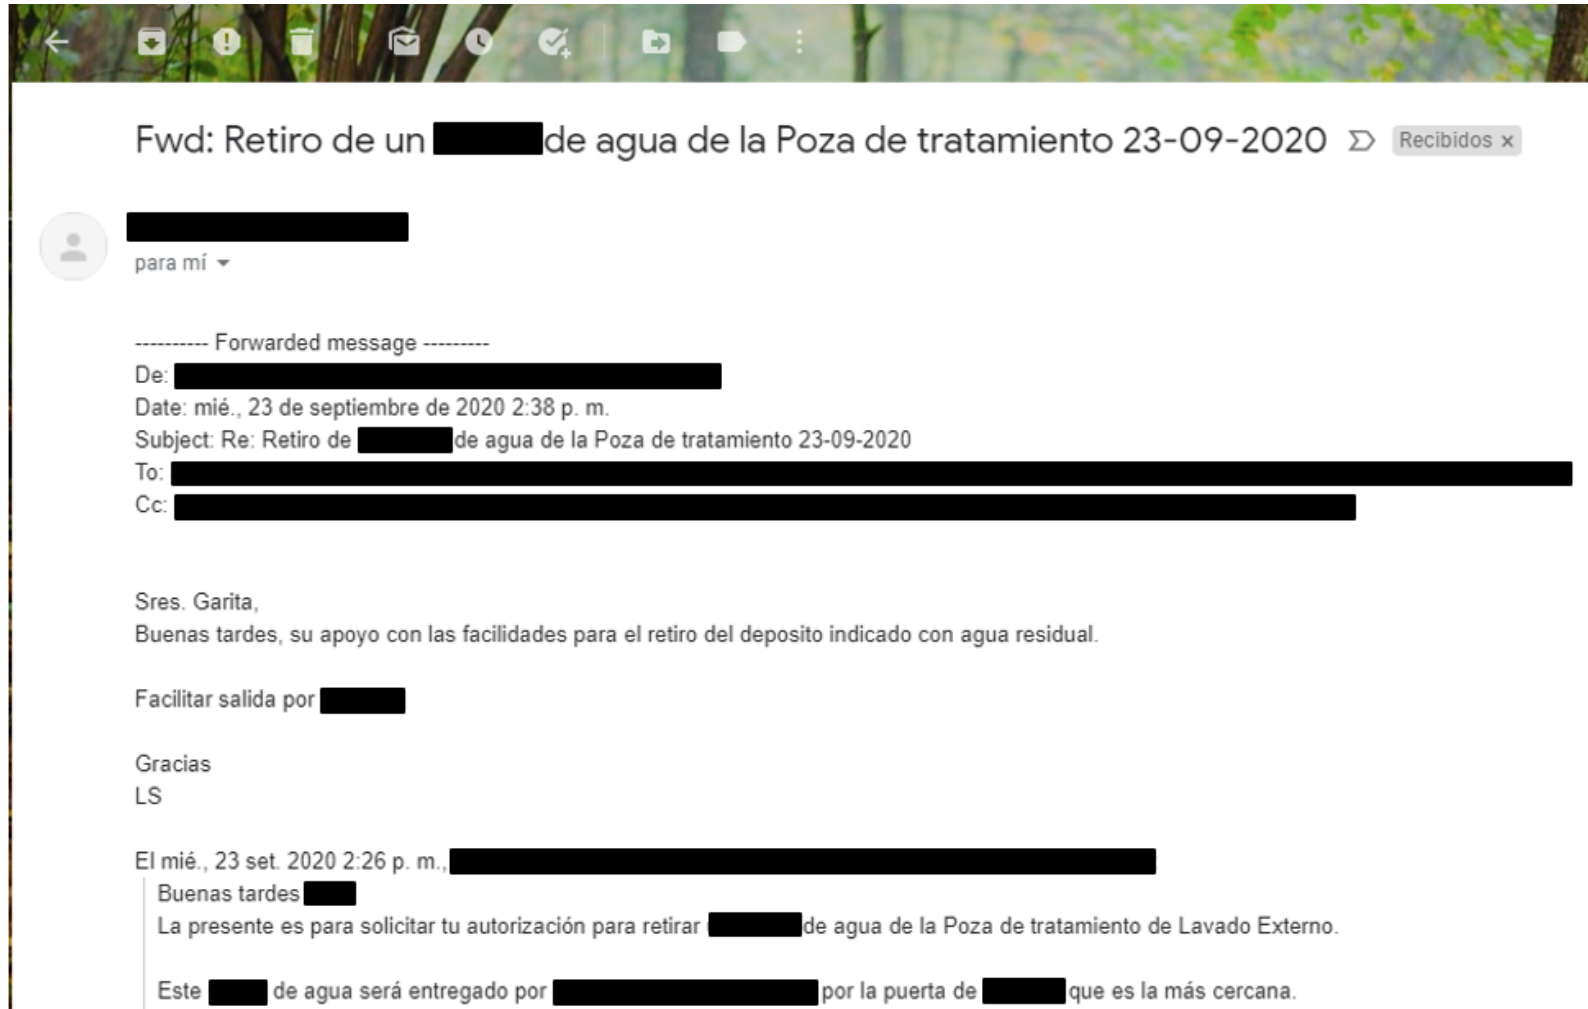 Fwd: Retiro de un de agua de la Poza de tratamiento 23-09-2020 Recibidos x
para mí
---------- Forwarded message ---------
De:
Date: mié., 23 de septiembre de 2020 2:38 p. m.
Subject: Re: Retiro de de agua de la Poza de tratamiento 23-09-2020
To:
Cc:
Sres. Garita,
Buenas tardes, su apoyo con las facilidades para el retiro del deposito indicado con agua residual.
Facilitar salida por
Gracias
LS
El mié., 23 set. 2020 2:26 p. m.,
Buenas tardes
La presente es para solicitar tu autorización para retirar de agua de la Poza de tratamiento de Lavado Externo.
Este de agua será entregado por por la puerta de que es la más cercana.